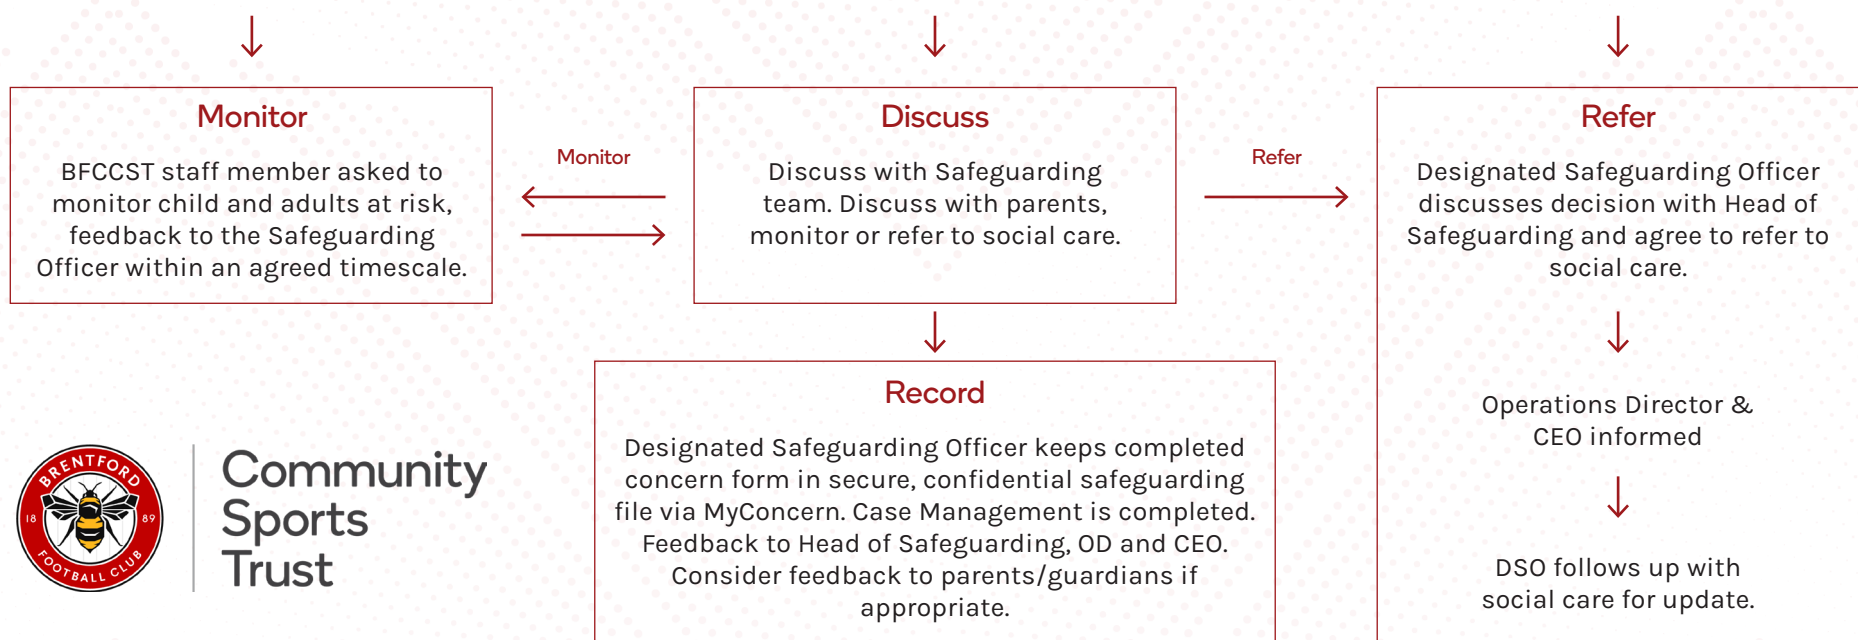 Monitor
BFCCST staff member asked to
monitor child and adults at risk,
feedback to the Safeguarding
Officer within an agreed timescale.
Monitor
Discuss
Discuss with Safeguarding
team. Discuss with parents,
monitor or refer to social care.
Refer
Refer
Designated Safeguarding Officer
discusses decision with Head of
Safeguarding and agree to refer to
social care.
Operations Director &
CEO informed
DSO follows up with
social care for update.
Record
Designated Safeguarding Officer keeps completed
concern form in secure, confidential safeguarding
file via MyConcern. Case Management is completed.
Feedback to Head of Safeguarding, OD and CEO.
Consider feedback to parents/guardians if
appropriate.
BRENTFORD
18 89
FOOTBALL CLUB
Community
Sports
Trust